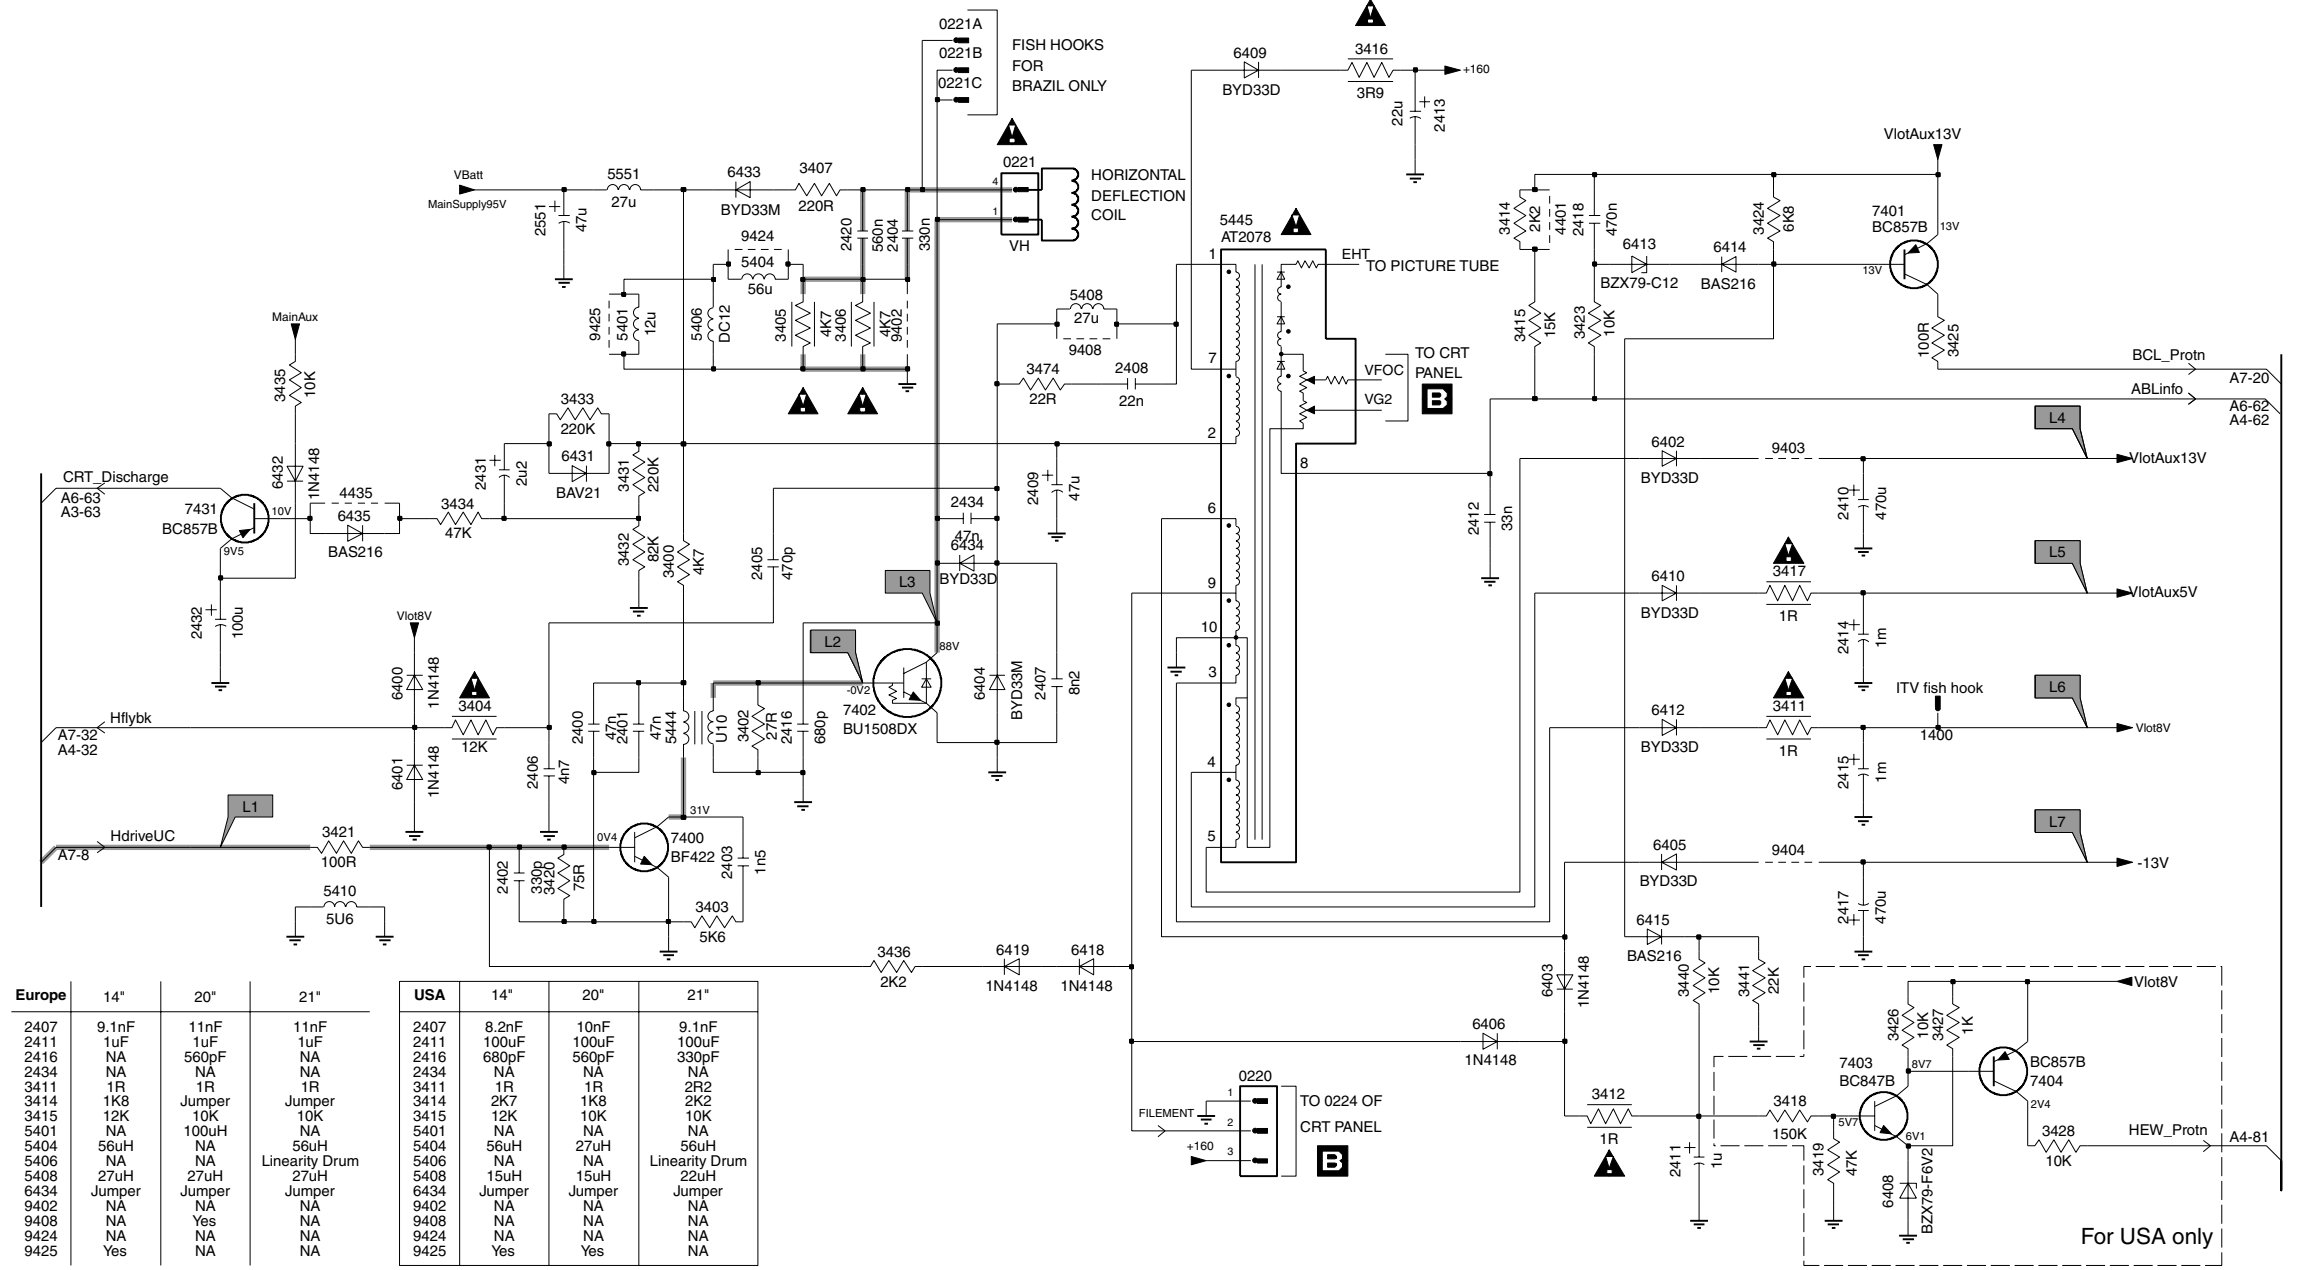 0221A
0221B
0221C
FISH HOOKS
FOR
BRAZIL ONLY
6409
BYD33D
3416
3R9
+160
22u
+
2413
VlotAux13V
VBatt
MainSupply95V
2551
+
47u
5551
27u
6433
BYD33M
3407
220R
2420
560n
2404
330n
0221
4
1
VH
HORIZONTAL
DEFLECTION
COIL
9424
5404
56u
9425
5401
12u
5406
DC12
3405
4K7
3406
4K7
9402
5408
27u
9408
3474
22R
2408
22n
5445
AT2078
1
7
2
8
6
9
10
3
4
5
EHT
TO PICTURE TUBE
VFOC
VG2
TO CRT
PANEL
B
3414
2K2
4401
2418
470n
3424
6K8
6413
BZX79-C12
6414
BAS216
7401
BC857B
13V
13V
3415
15K
3423
10K
100R
3425
BCL_Protn
A7-20
ABLinfo
A6-62
A4-62
MainAux
3435
10K
6432
1N4148
CRT_Discharge
A6-63
A3-63
7431
BC857B
10V
9V5
4435
6435
BAS216
3434
47K
2431
+
2u2
3433
220K
6431
BAV21
3431
220K
3432
82K
3400
4K7
2405
470p
2432
+
100u
2434
47n
6434
BYD33D
2409
+
47u
2412
33n
L3
L2
88V
-0V2
7402
BU1508DX
6404
BYD33M
2407
8n2
Vlot8V
6400
1N4148
3404
12K
Hflybk
A7-32
A4-32
6401
1N4148
2406
4n7
2400
47n
2401
47n
5444
U10
3402
27R
2416
680p
L1
HdriveUC
A7-8
3421
100R
5410
5U6
2402
330p
3420
75R
0V4
31V
7400
BF422
2403
1n5
3403
5K6
6402
BYD33D
9403
2410
+
470u
L4
VlotAux13V
6410
BYD33D
3417
1R
2414
+
1m
L5
VlotAux5V
6412
BYD33D
3411
1R
2415
+
1m
ITV fish hook
1400
L6
Vlot8V
6405
BYD33D
9404
2417
+
470u
L7
-13V
6415
BAS216
3436
2K2
6419
1N4148
6418
1N4148
6403
1N4148
3440
10K
3441
22K
6406
1N4148
3412
1R
2411
+
1u
0220
1
2
3
FILEMENT
+160
TO 0224 OF
CRT PANEL
B
Vlot8V
3426
10K
3427
1K
8V7
7403
BC847B
5V7
6V1
BC857B
7404
2V4
3418
150K
3419
47K
6408
BZX79-F6V2
3428
10K
HEW_Protn
A4-81
For USA only
Europe 14" 20" 21"
2407 9.1nF 11nF 11nF
2411 1uF 1uF 1uF
2416 NA 560pF NA
2434 NA NA NA
3411 1R 1R 1R
3414 1K8 Jumper Jumper
3415 12K 10K 10K
5401 NA 100uH NA
5404 56uH NA 56uH
5406 NA NA Linearity Drum
5408 27uH 27uH 27uH
6434 Jumper Jumper Jumper
9402 NA NA NA
9408 NA Yes NA
9424 NA NA NA
9425 Yes NA NA
USA 14" 20" 21"
2407 8.2nF 10nF 9.1nF
2411 100uF 100uF 100uF
2416 680pF 560pF 330pF
2434 NA NA NA
3411 1R 1R 2R2
3414 2K7 1K8 2K2
3415 12K 10K 10K
5401 NA NA NA
5404 56uH 27uH 56uH
5406 NA NA Linearity Drum
5408 15uH 15uH 22uH
6434 Jumper Jumper Jumper
9402 NA NA NA
9408 NA NA NA
9424 NA NA NA
9425 Yes Yes NA